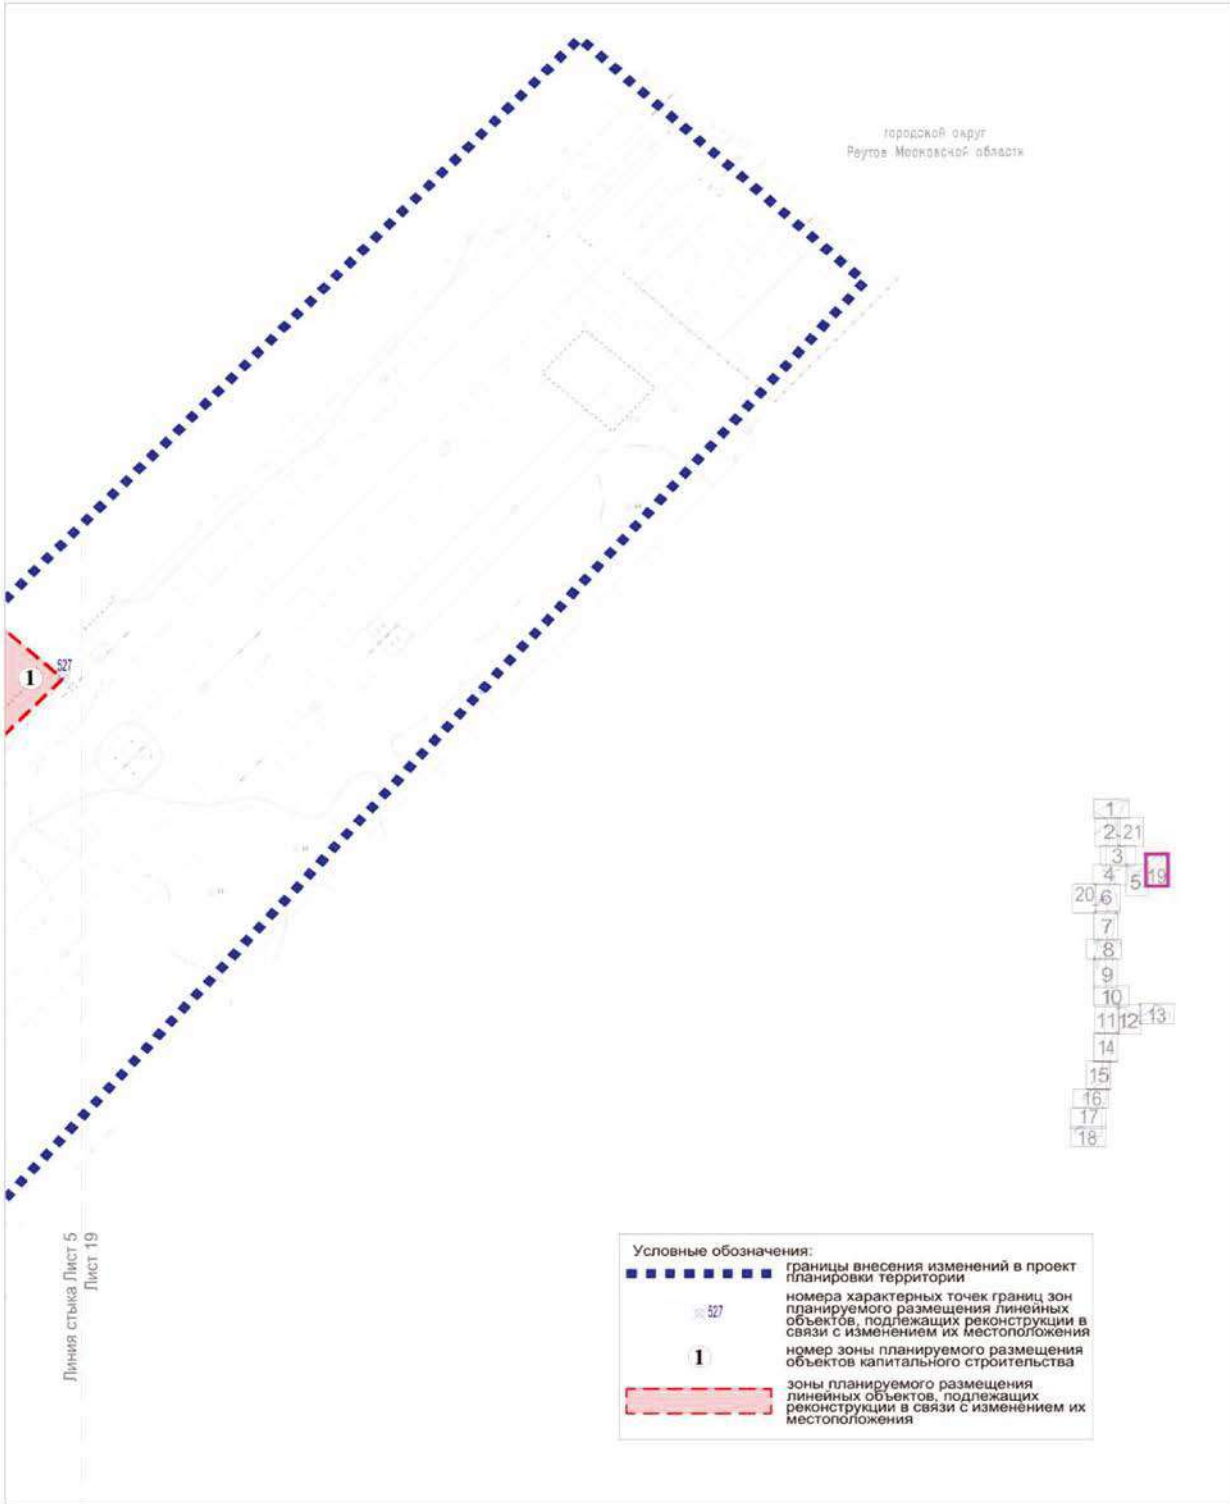 городской округ
Реутов Московской области
527
1
1
2 21
3
4 5 19
20 6
7
8
9
10
11 12 13
14
15
16
17
18
Линия стыка Лист 5
Лист 19
Условные обозначения:
границы внесения изменений в проект
планировки территории
527
номера характерных точек границ зон
планируемого размещения линейных
объектов, подлежащих реконструкции в
связи с изменением их местоположения
1
номер зоны планируемого размещения
объектов капитального строительства
зоны планируемого размещения
линейных объектов, подлежащих
реконструкции в связи с изменением их
местоположения